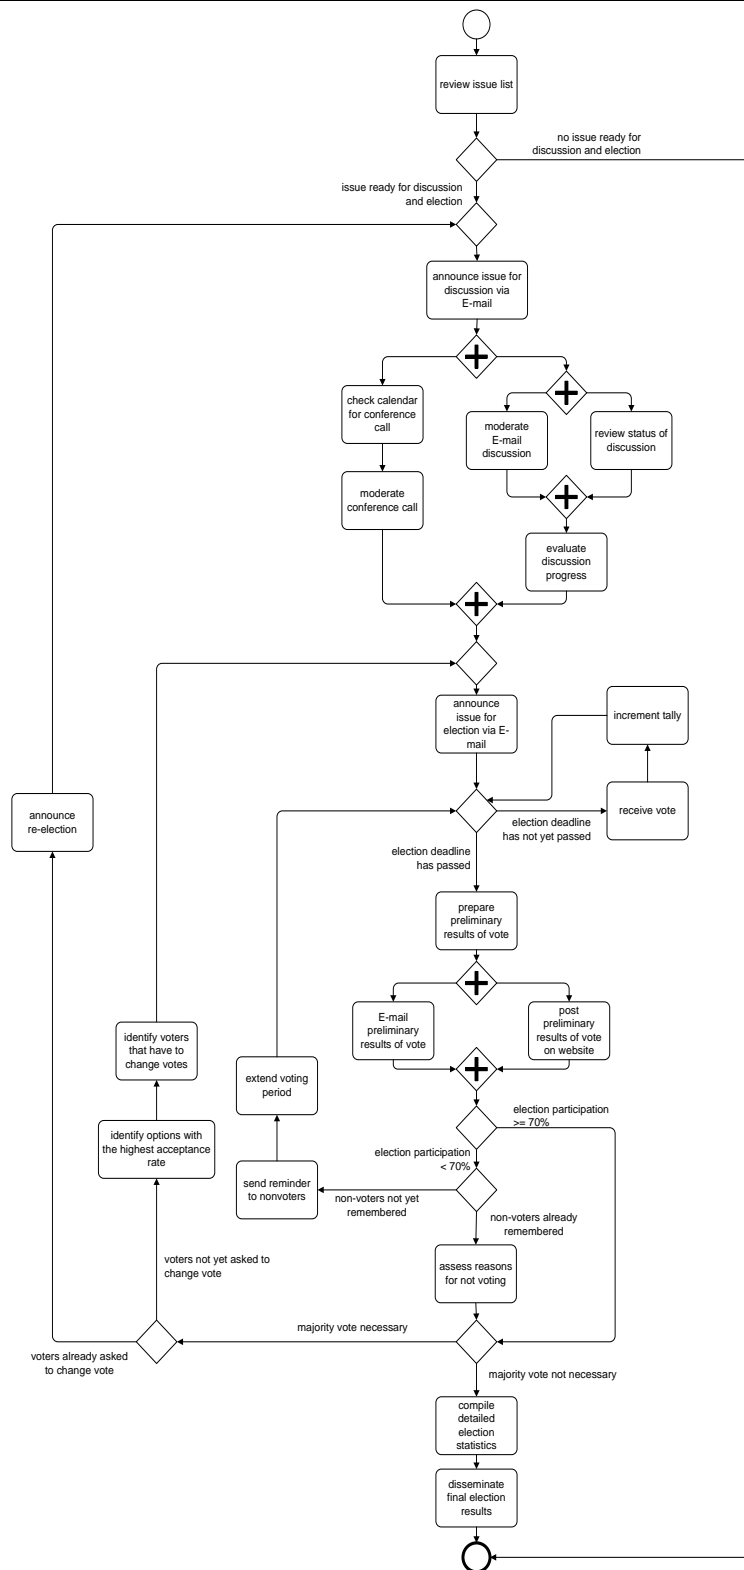 review issue list
no issue ready for
discussion and election
issue ready for discussion
and election
announce issue for
discussion via
E-mail
check calendar
for conference
call
moderate
E-mail
discussion
review status of
discussion
moderate
conference call
evaluate
discussion
progress
announce
issue for
election via E-
mail
increment tally
announce
re-election
receive vote
election deadline
has not yet passed
election deadline
has passed
prepare
preliminary
results of vote
E-mail
preliminary
results of vote
post
preliminary
results of vote
on website
identify voters
that have to
change votes
extend voting
period
election participation
>= 70%
identify options with
the highest acceptance
rate
election participation
< 70%
send reminder
to nonvoters
non-voters not yet
remembered
non-voters already
remembered
voters not yet asked to
change vote
assess reasons
for not voting
majority vote necessary
voters already asked
to change vote
majority vote not necessary
compile
detailed
election
statistics
disseminate
final election
results